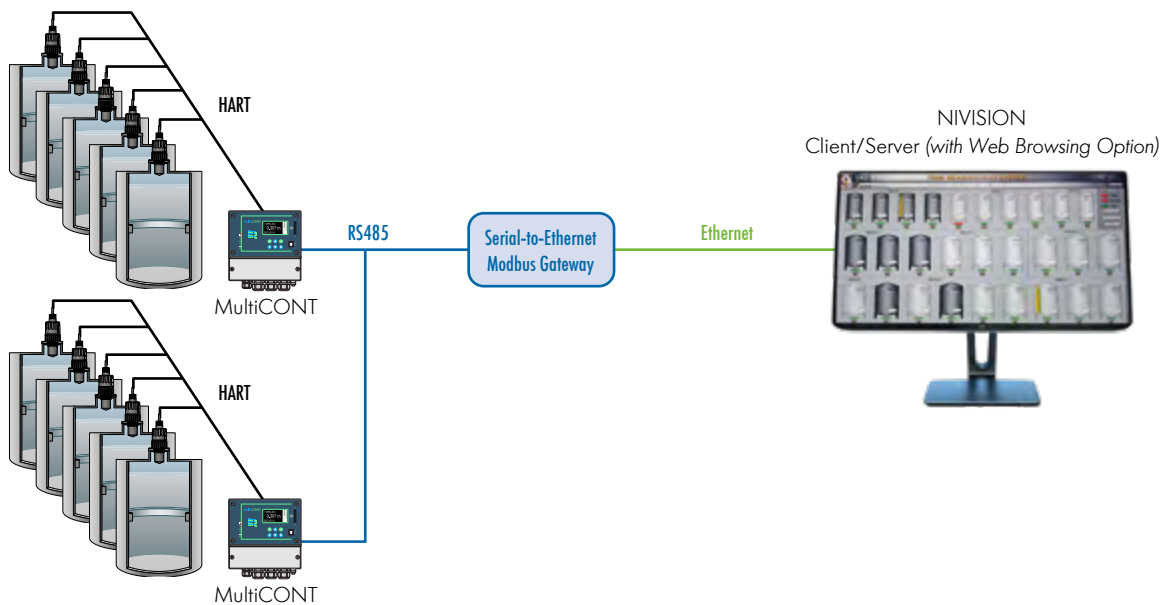 HART
MultiCONT
RS485
Serial-to-Ethernet
Modbus Gateway
Ethernet
NIVISION
Client/Server (with Web Browsing Option)
HART
MultiCONT